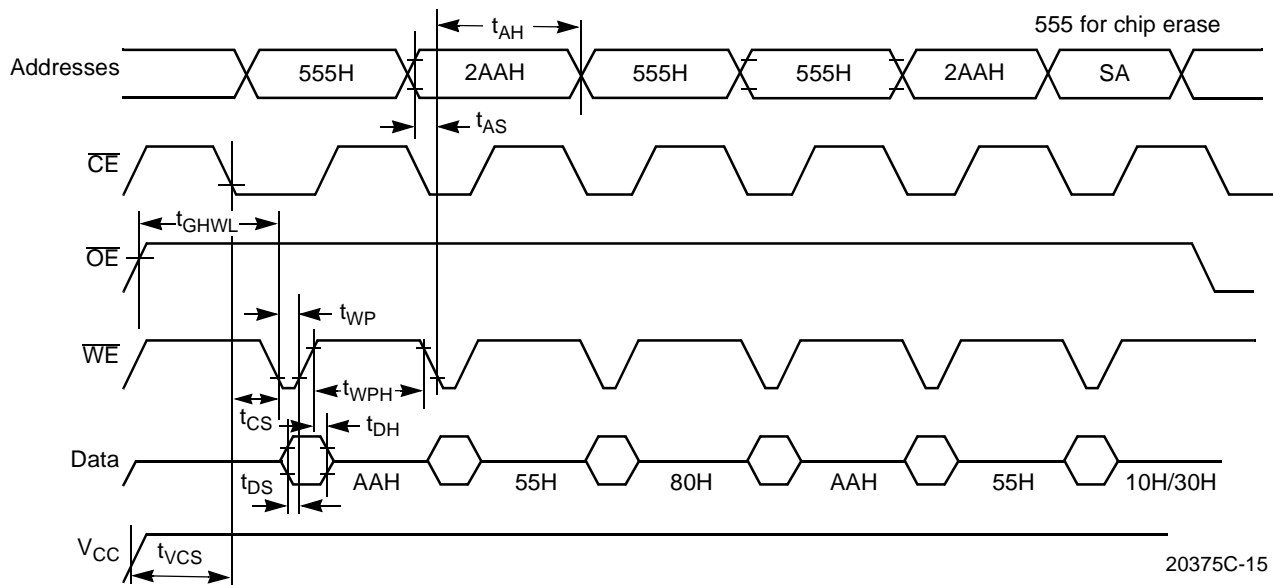 555 for chip erase
tAH
Addresses 555H 2AAH 555H 555H 2AAH SA
tAS
CE
tGHWL
OE
tWP
WE
tWPH
tCS tDH
Data
tDS AAH 55H 80H AAH 55H 10H/30H
VCC tVCS
20375C-15